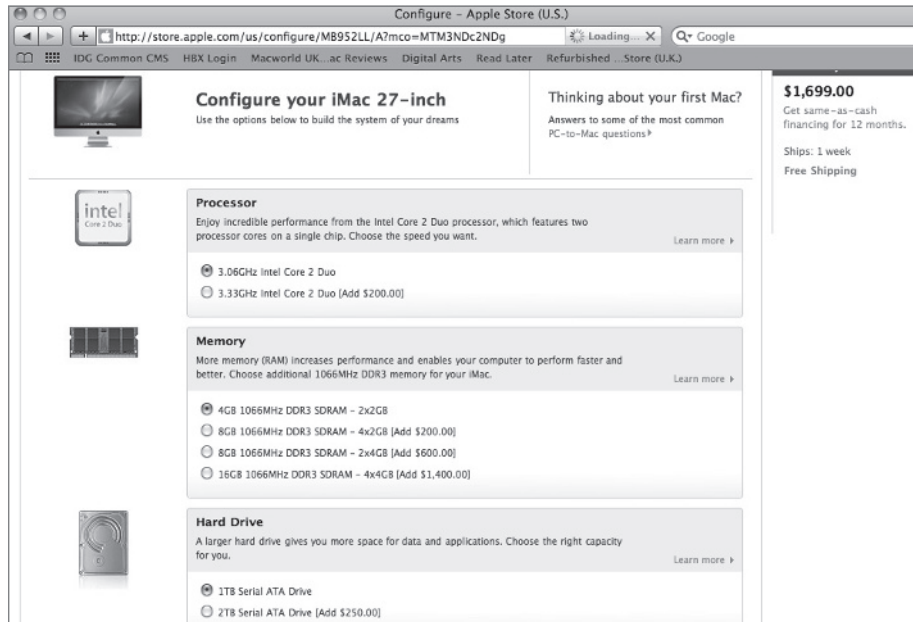 Configure – Apple Store (U.S.)
http://store.apple.com/us/configure/MB952LL/A?mco=MTM3NDc2NDg
Loading...
Google
IDG Common CMS HBX Login Macworld UK...ac Reviews Digital Arts Read Later Refurbished ...Store (U.K.)
Configure your iMac 27-inch
Use the options below to build the system of your dreams
Thinking about your first Mac?
Answers to some of the most common
PC-to-Mac questions
$1,699.00
Get same-as-cash
financing for 12 months.
Ships: 1 week
Free Shipping
intel
Core 2 Duo
Processor
Enjoy incredible performance from the Intel Core 2 Duo processor, which features two
processor cores on a single chip. Choose the speed you want.
Learn more
3.06GHz Intel Core 2 Duo
3.33GHz Intel Core 2 Duo [Add $200.00]
Memory
More memory (RAM) increases performance and enables your computer to perform faster and
better. Choose additional 1066MHz DDR3 memory for your iMac.
Learn more
4GB 1066MHz DDR3 SDRAM – 2x2GB
8GB 1066MHz DDR3 SDRAM – 4x2GB [Add $200.00]
8GB 1066MHz DDR3 SDRAM – 2x4GB [Add $600.00]
16GB 1066MHz DDR3 SDRAM – 4x4GB [Add $1,400.00]
Hard Drive
A larger hard drive gives you more space for data and applications. Choose the right capacity
for you.
Learn more
1TB Serial ATA Drive
2TB Serial ATA Drive [Add $250.00]